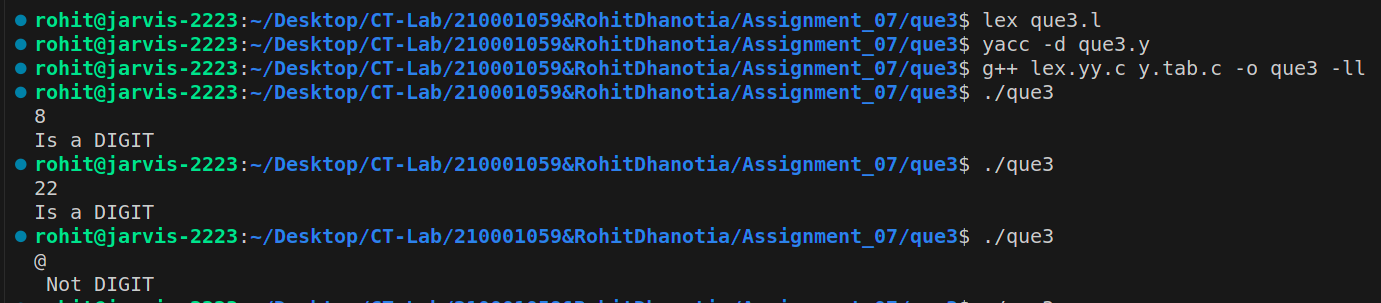 rohit@jarvis-2223:~/Desktop/CT-Lab/210001059&RohitDhanotia/Assignment_07/que3$ lex que3.l
rohit@jarvis-2223:~/Desktop/CT-Lab/210001059&RohitDhanotia/Assignment_07/que3$ yacc -d que3.y
rohit@jarvis-2223:~/Desktop/CT-Lab/210001059&RohitDhanotia/Assignment_07/que3$ g++ lex.yy.c y.tab.c -o que3 -ll
rohit@jarvis-2223:~/Desktop/CT-Lab/210001059&RohitDhanotia/Assignment_07/que3$ ./que3
8
Is a DIGIT
rohit@jarvis-2223:~/Desktop/CT-Lab/210001059&RohitDhanotia/Assignment_07/que3$ ./que3
22
Is a DIGIT
rohit@jarvis-2223:~/Desktop/CT-Lab/210001059&RohitDhanotia/Assignment_07/que3$ ./que3
@
 Not DIGIT